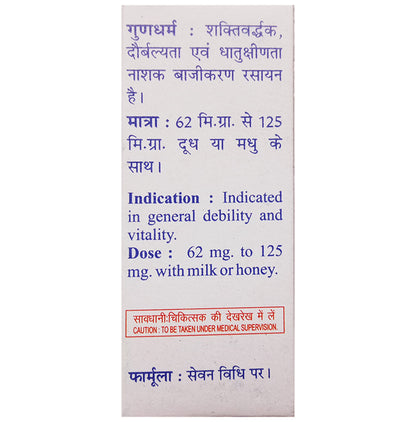 गुणधर्म : शक्तिवर्द्धक,
दौर्बल्यता एवं धातुक्षीणता
नाशक बाजीकरण रसायन
है।
मात्रा : 62 मि.ग्रा. से 125
मि.ग्रा. दूध या मधु के
साथ।
Indication : Indicated
in general debility and
vitality.
Dose : 62 mg. to 125
mg. with milk or honey.
सावधानी:चिकित्सक की देखरेख में लें
CAUTION : TO BE TAKEN UNDER MEDICAL SUPERVISION.
फार्मूला : सेवन विधि पर।